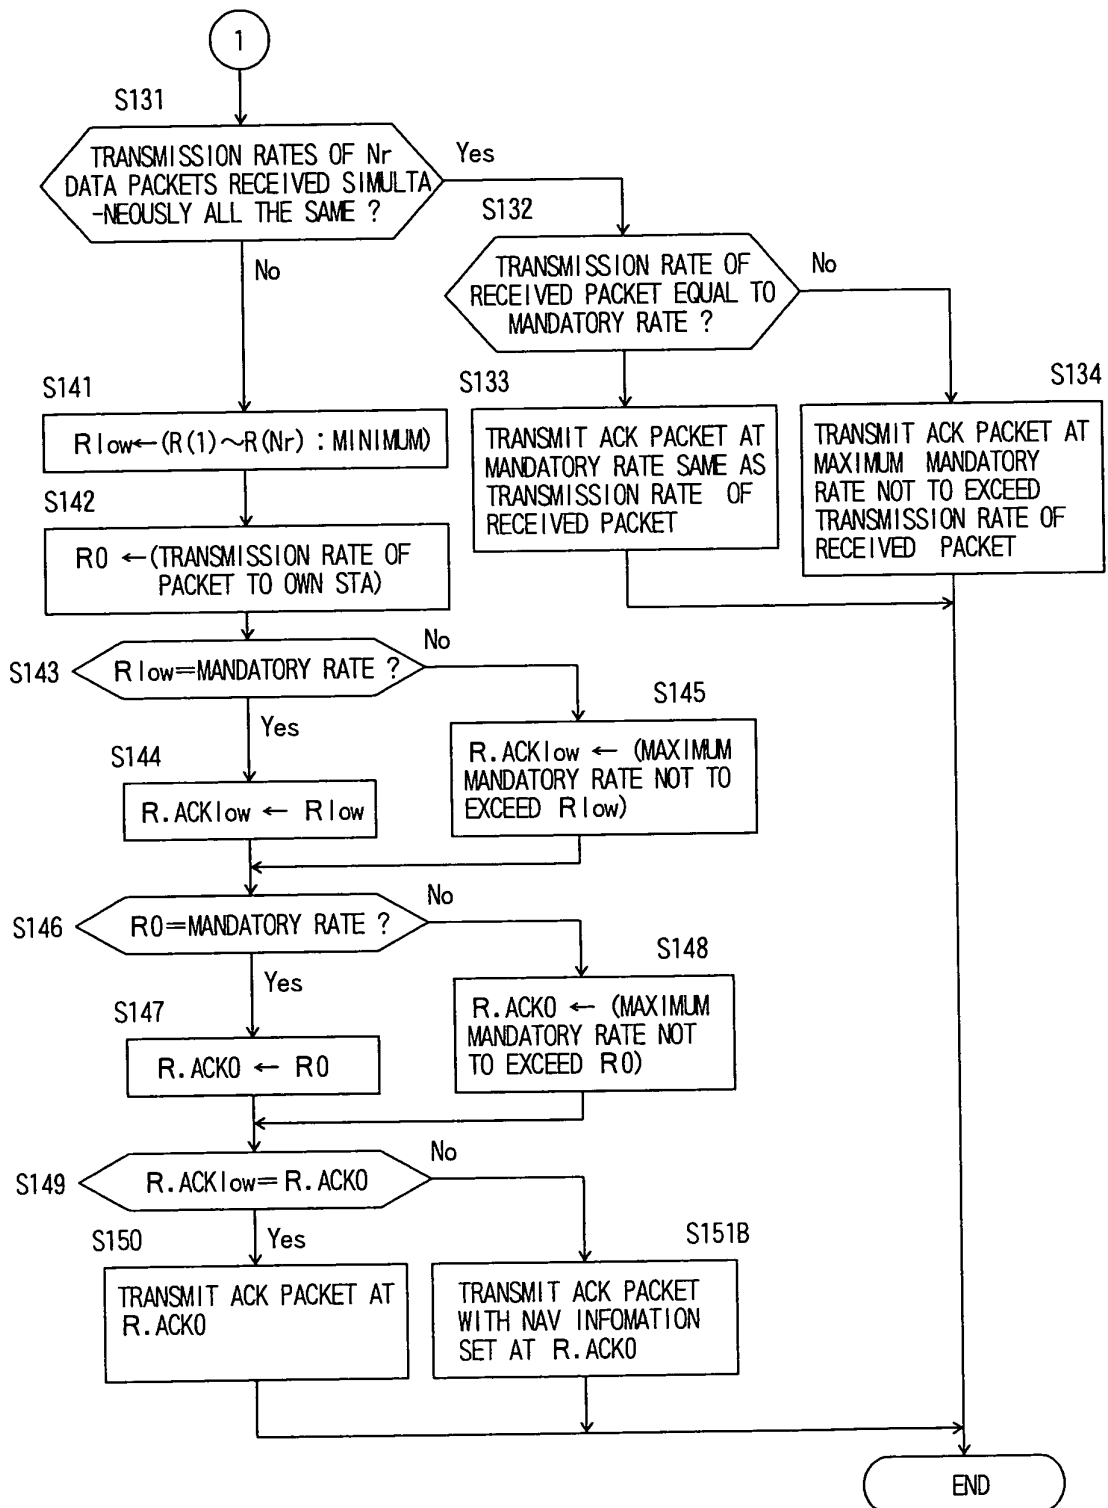 1
S131
TRANSMISSION RATES OF Nr
DATA PACKETS RECEIVED SIMULTA
-NEOUSLY ALL THE SAME ?
Yes
No
S132
TRANSMISSION RATE OF
RECEIVED PACKET EQUAL TO
MANDATORY RATE ?
No
S133
TRANSMIT ACK PACKET AT
MANDATORY RATE SAME AS
TRANSMISSION RATE OF
RECEIVED PACKET
S134
TRANSMIT ACK PACKET AT
MAXIMUM MANDATORY
RATE NOT TO EXCEED
TRANSMISSION RATE OF
RECEIVED PACKET
S141
Rlow←(R(1)~R(Nr) : MINIMUM)
S142
R0 ←(TRANSMISSION RATE OF
PACKET TO OWN STA)
S143
Rlow=MANDATORY RATE ?
No
Yes
S144
R.ACKlow ← Rlow
S145
R.ACKlow ← (MAXIMUM
MANDATORY RATE NOT TO
EXCEED Rlow)
S146
R0=MANDATORY RATE ?
No
Yes
S147
R.ACK0 ← R0
S148
R.ACK0 ← (MAXIMUM
MANDATORY RATE NOT
TO EXCEED R0)
S149
R.ACKlow=R.ACK0
No
Yes
S150
TRANSMIT ACK PACKET AT
R.ACK0
S151B
TRANSMIT ACK PACKET
WITH NAV INFOMATION
SET AT R.ACK0
END